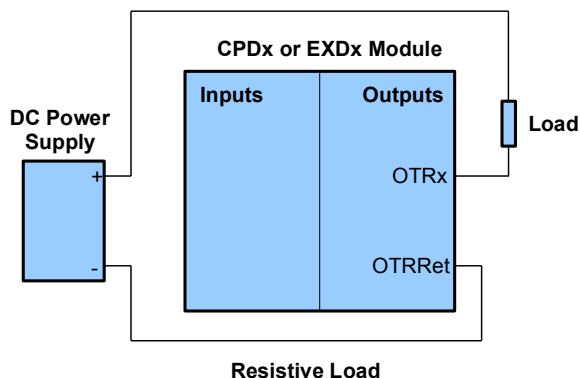 CPDx or EXDx Module
Inputs
Outputs
DC Power
Supply
Load
+
OTRx
-
OTRRet
Resistive Load